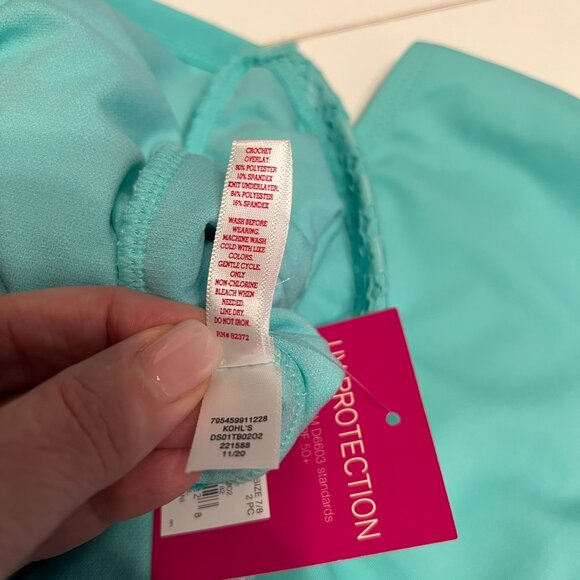 CROCHET
OVERLAY:
90% POLYESTER
10% SPANDEX
KNIT UNDERLAYER:
84% POLYESTER
16% SPANDEX
WASH BEFORE
WEARING.
MACHINE WASH
COLD WITH LIKE
COLORS.
GENTLE CYCLE.
ONLY
NON-CHLORINE
BLEACH WHEN
NEEDED.
LINE DRY.
DO NOT IRON.
RN# 82372
795459911228
KOHL'S
DS01TB02O2
221588
11/20
UV PROTECTION
M D6603 standards
F 50+
SIZE 7/8
2 PC